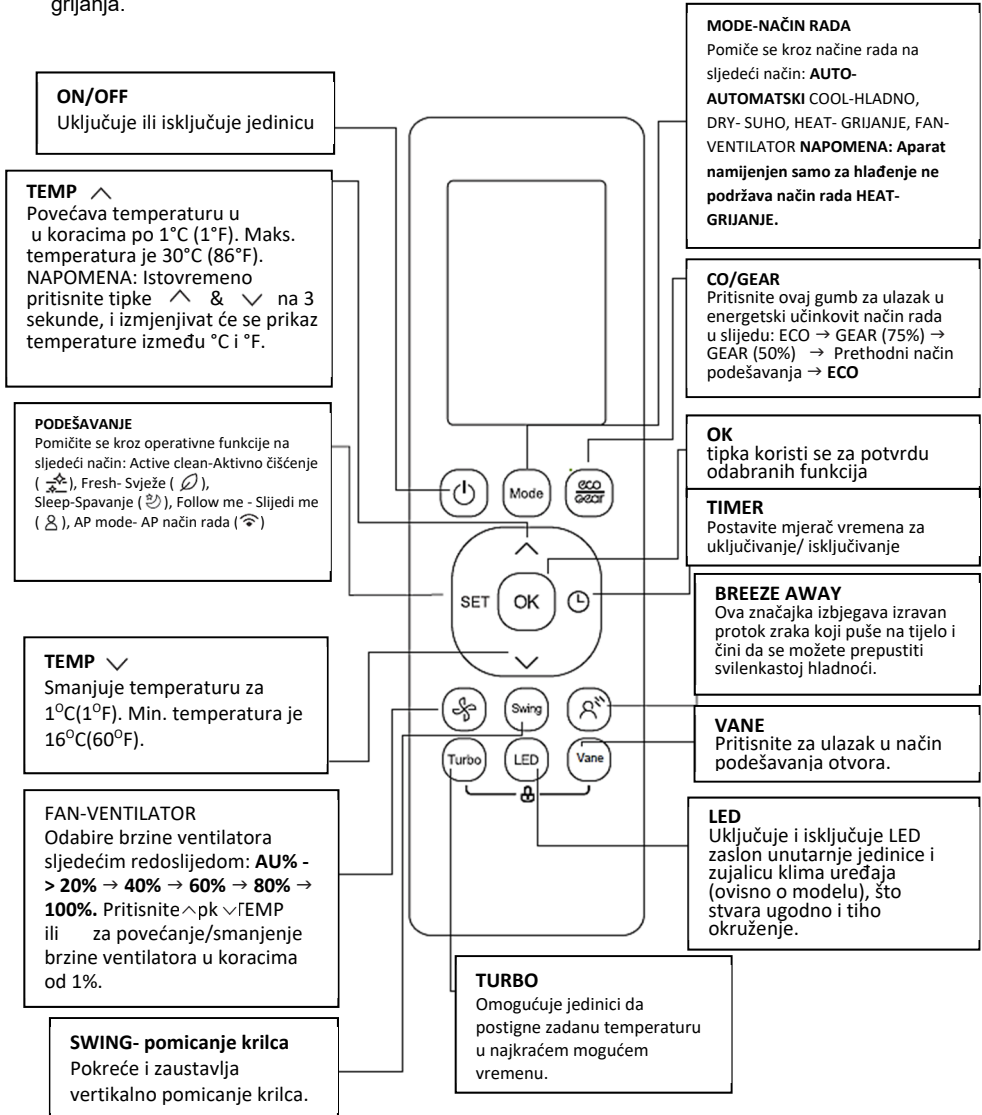 grijanja.
MODE-NAČIN RADA
Pomiče se kroz načine rada na
sljedeći način: AUTO-
AUTOMATSKI COOL-HLADNO,
DRY- SUHO, HEAT- GRIJANJE, FAN-
VENTILATOR NAPOMENA: Aparat
namijenjen samo za hlađenje ne
podržava način rada HEAT-
GRIJANJE.
ON/OFF
Uključuje ili isključuje jedinicu
TEMP
Povećava temperaturu u
u koracima po 1°C (1°F). Maks.
temperatura je 30°C (86°F).
NAPOMENA: Istovremeno
pritisnite tipke & na 3
sekunde, i izmjenjivat će se prikaz
temperature između °C i °F.
CO/GEAR
Pritisnite ovaj gumb za ulazak u
energetski učinkovit način rada
u slijedu: ECO → GEAR (75%) →
GEAR (50%) → Prethodni način
podešavanja → ECO
PODEŠAVANJE
Pomičite se kroz operativne funkcije na
sljedeći način: Active clean-Aktivno čišćenje
( ), Fresh- Svježe ( ),
Sleep-Spavanje ( ), Follow me - Slijedi me
( ), AP mode- AP način rada ( )
OK
tipka koristi se za potvrdu
odabranih funkcija
TIMER
Postavite mjerač vremena za
uključivanje/ isključivanje
BREEZE AWAY
Ova značajka izbjegava izravan
protok zraka koji puše na tijelo i
čini da se možete prepustiti
svilenkastoj hladnoći.
Mode
eco
Gear
SET
OK
Swing
Turbo
LED
Vane
TEMP
Smanjuje temperaturu za
1°C(1°F). Min. temperatura je
16°C(60°F).
VANE
Pritisnite za ulazak u način
podešavanja otvora.
FAN-VENTILATOR
Odabire brzine ventilatora
sljedećim redoslijedom: AU% -
> 20% → 40% → 60% → 80% →
100%. Pritisnite pk TEMP
ili za povećanje/smanjenje
brzine ventilatora u koracima
od 1%.
LED
Uključuje i isključuje LED
zaslon unutarnje jedinice i
zujalicu klima uređaja
(ovisno o modelu), što
stvara ugodno i tiho
okruženje.
TURBO
Omogućuje jedinici da
postigne zadanu temperaturu
u najkraćem mogućem
vremenu.
SWING- pomicanje krilca
Pokreće i zaustavlja
vertikalno pomicanje krilca.